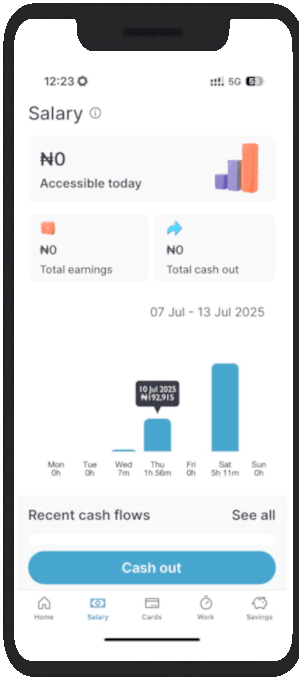 12:23
5G
Salary
₦0
Accessible today
₦0
Total earnings
₦0
Total cash out
07 Jul - 13 Jul 2025
10 Jul 2025
₦192,915
Mon Tue Wed Thu Fri Sat Sun
0h 0h 7m 1h 56m 0h 5h 11m 0h
Recent cash flows See all
Cash out
Home Salary Cards Work Savings